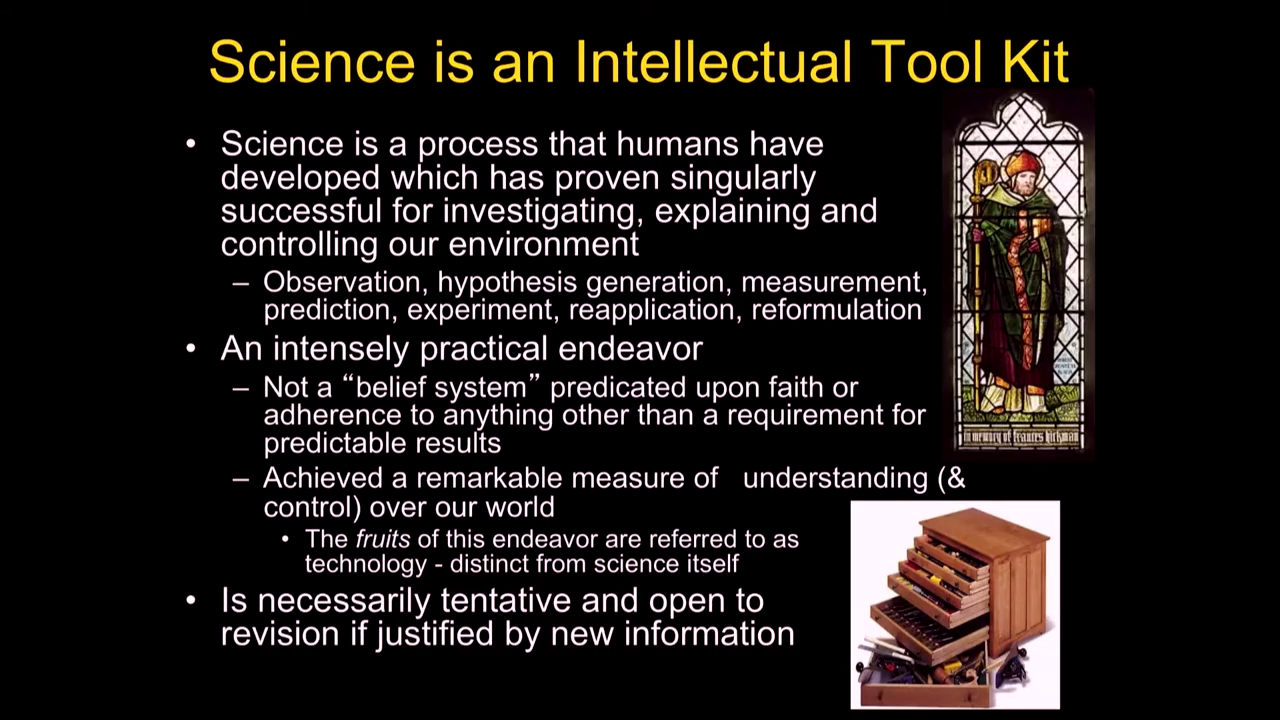 Science is an Intellectual Tool Kit
• Science is a process that humans have
developed which has proven singularly
successful for investigating, explaining and
controlling our environment
– Observation, hypothesis generation, measurement,
prediction, experiment, reapplication, reformulation
• An intensely practical endeavor
– Not a “belief system” predicated upon faith or
adherence to anything other than a requirement for
predictable results
– Achieved a remarkable measure of understanding (&
control) over our world
• The fruits of this endeavor are referred to as
technology - distinct from science itself
• Is necessarily tentative and open to
revision if justified by new information
In memory of Frances Hickman